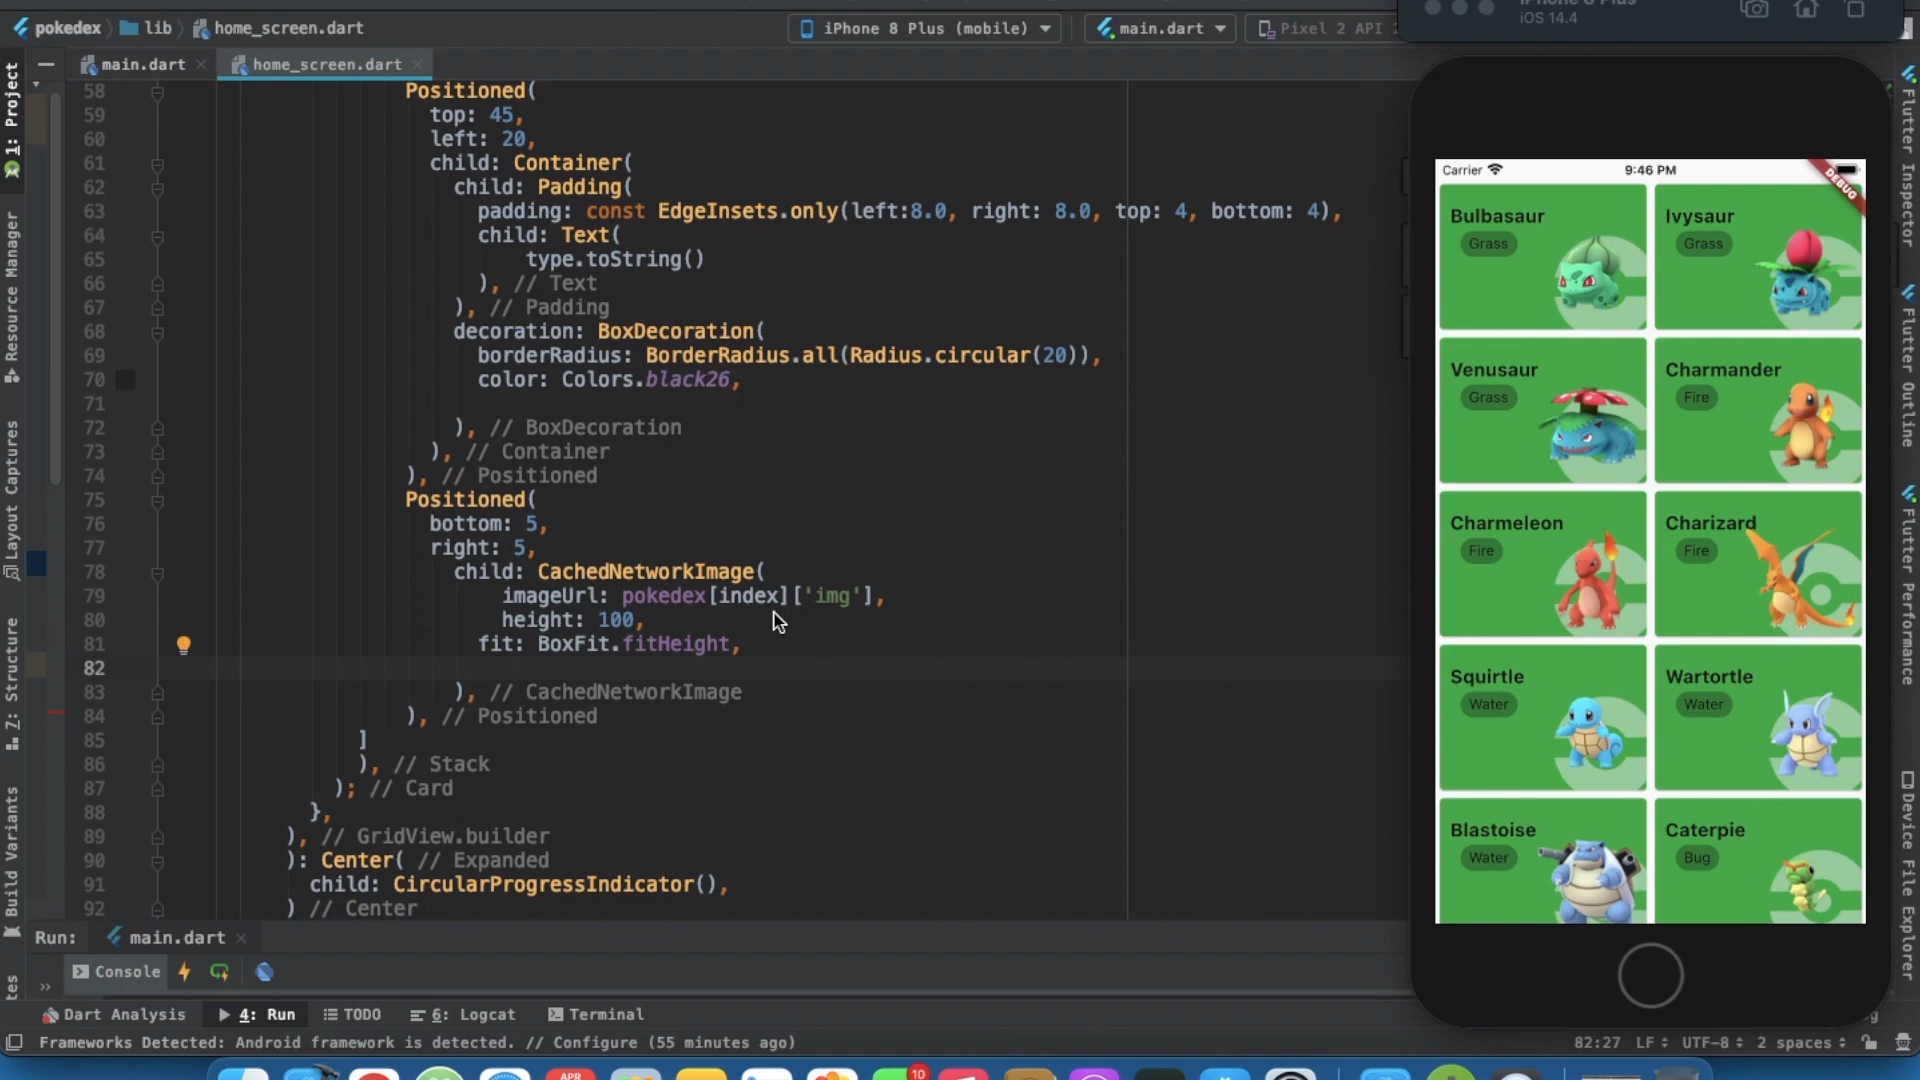 pokedex lib home_screen.dart
iPhone 8 Plus (mobile)
main.dart
Pixel 2 API
main.dart
home_screen.dart
58 Positioned(
59 top: 45,
60 left: 20,
61 child: Container(
62 child: Padding(
63 padding: const EdgeInsets.only(left:8.0, right: 8.0, top: 4, bottom: 4),
64 child: Text(
65 type.toString()
66 ), // Text
67 ), // Padding
68 decoration: BoxDecoration(
69 borderRadius: BorderRadius.all(Radius.circular(20)),
70 color: Colors.black26,
71
72 ), // BoxDecoration
73 ), // Container
74 ), // Positioned
75 Positioned(
76 bottom: 5,
77 right: 5,
78 child: CachedNetworkImage(
79 imageUrl: pokedex[index]['img'],
80 height: 100,
81 fit: BoxFit.fitHeight,
82
83 ), // CachedNetworkImage
84 ), // Positioned
85 ]
86 ), // Stack
87 ); // Card
88 },
89 ), // GridView.builder
90 ): Center( // Expanded
91 child: CircularProgressIndicator(),
92 ) // Center
1: Project
Resource Manager
Layout Captures
Z: Structure
Build Variants
Run: main.dart
Console
Dart Analysis
4: Run
TODO
6: Logcat
Terminal
Frameworks Detected: Android framework is detected. // Configure (55 minutes ago)
82:27 LF UTF-8 2 spaces
iPhone 8 Plus
iOS 14.4
Carrier 9:46 PM
DEBUG
Bulbasaur
Grass
Ivysaur
Grass
Venusaur
Grass
Charmander
Fire
Charmeleon
Fire
Charizard
Fire
Squirtle
Water
Wartortle
Water
Blastoise
Water
Caterpie
Bug
Flutter Inspector
Flutter Outline
Flutter Performance
Device File Explorer
APR
10